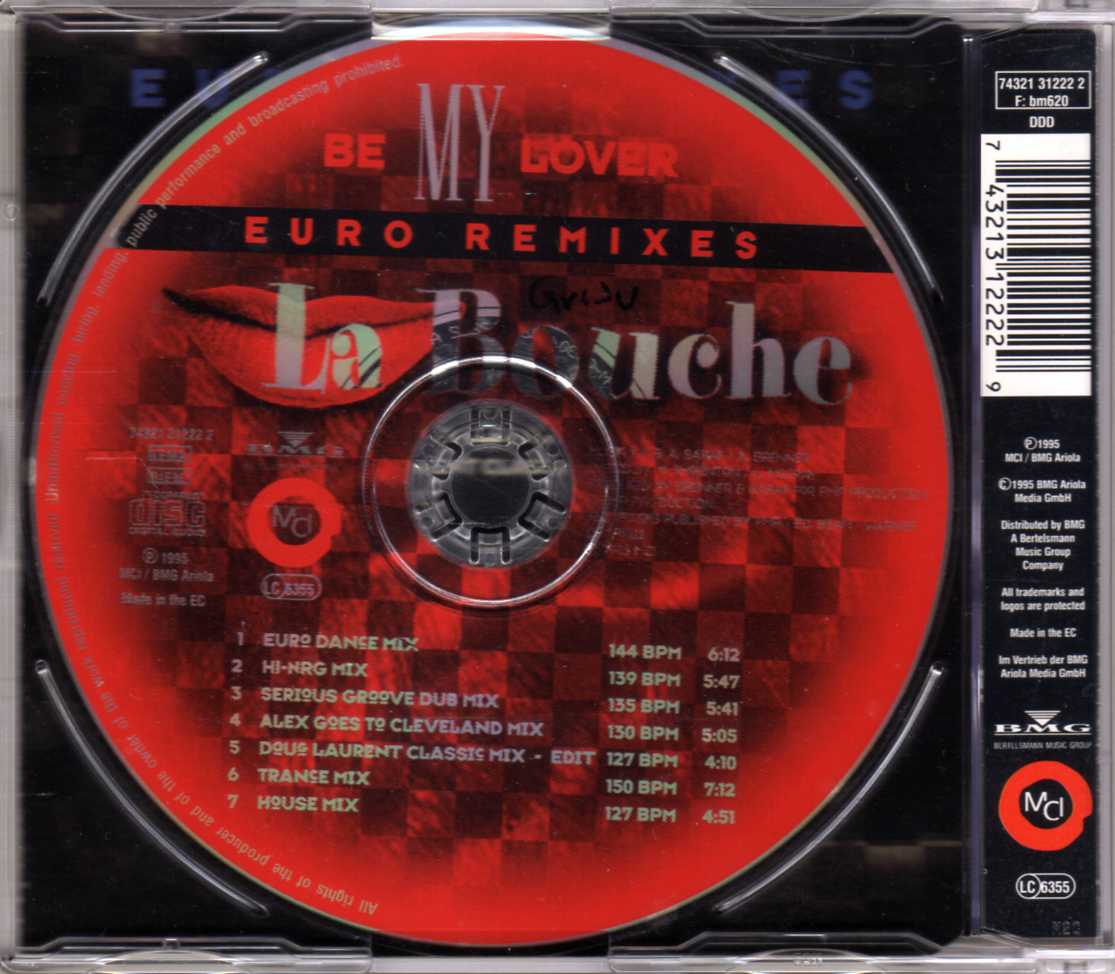 BE MY LOVER
EURO REMIXES
La Bouche
74321 31222 2
BMG
disc
DIGITAL AUDIO
MCI
℗ 1995
MCI / BMG Ariola
Made in the EC
LC 6355
1 EURO DANCE MIX 144 BPM 6:12
2 HI-NRG MIX 139 BPM 5:47
3 SERIOUS GROOVE DUB MIX 135 BPM 5:41
4 ALEX GOES TO CLEVELAND MIX 130 BPM 5:05
5 DOUG LAURENT CLASSIC MIX - EDIT 127 BPM 4:10
6 TRANCE MIX 150 BPM 7:12
7 HOUSE MIX 127 BPM 4:51
All rights of the producer and of the owner of the work reproduced reserved. Unauthorised copying, hiring, lending, public performance and broadcasting prohibited.
74321 31222 2
F: bm620
DDD
7 43213 12222 9
℗1995
MCI / BMG Ariola
©1995 BMG Ariola
Media GmbH
Distributed by BMG
A Bertelsmann
Music Group
Company
All trademarks and
logos are protected
Made in the EC
Im Vertrieb der BMG
Ariola Media GmbH
BMG
BERTELSMANN MUSIC GROUP
MCI
LC 6355